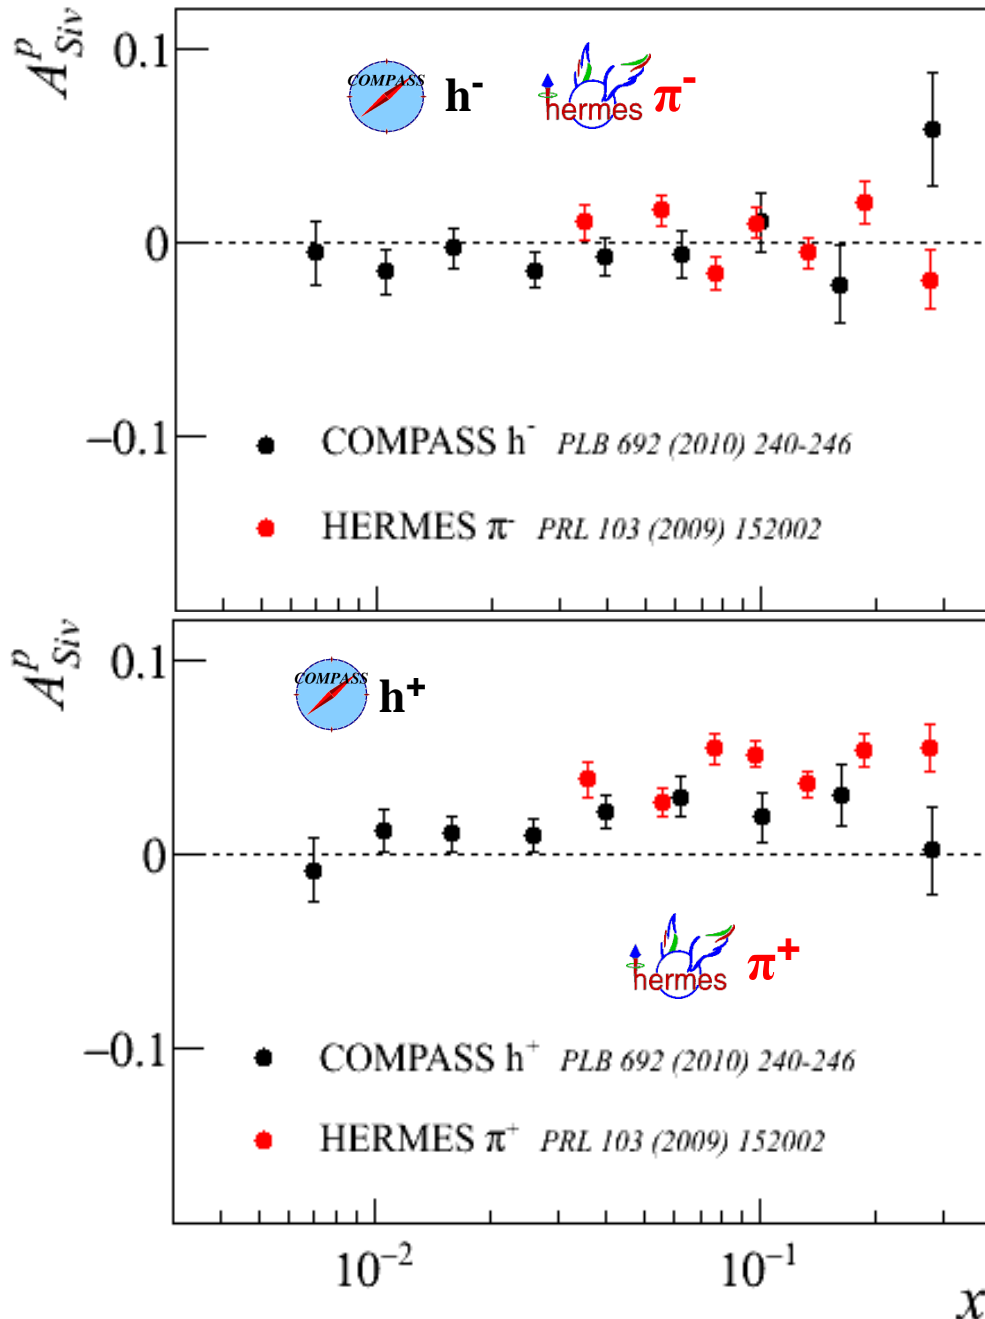 A^p_Siv
0.1
COMPASS h⁻ hermes π⁻
0
−0.1
COMPASS h⁻ PLB 692 (2010) 240-246
HERMES π⁻ PRL 103 (2009) 152002
A^p_Siv
0.1
COMPASS h⁺
0
hermes π⁺
−0.1
COMPASS h⁺ PLB 692 (2010) 240-246
HERMES π⁺ PRL 103 (2009) 152002
10⁻² 10⁻¹
x